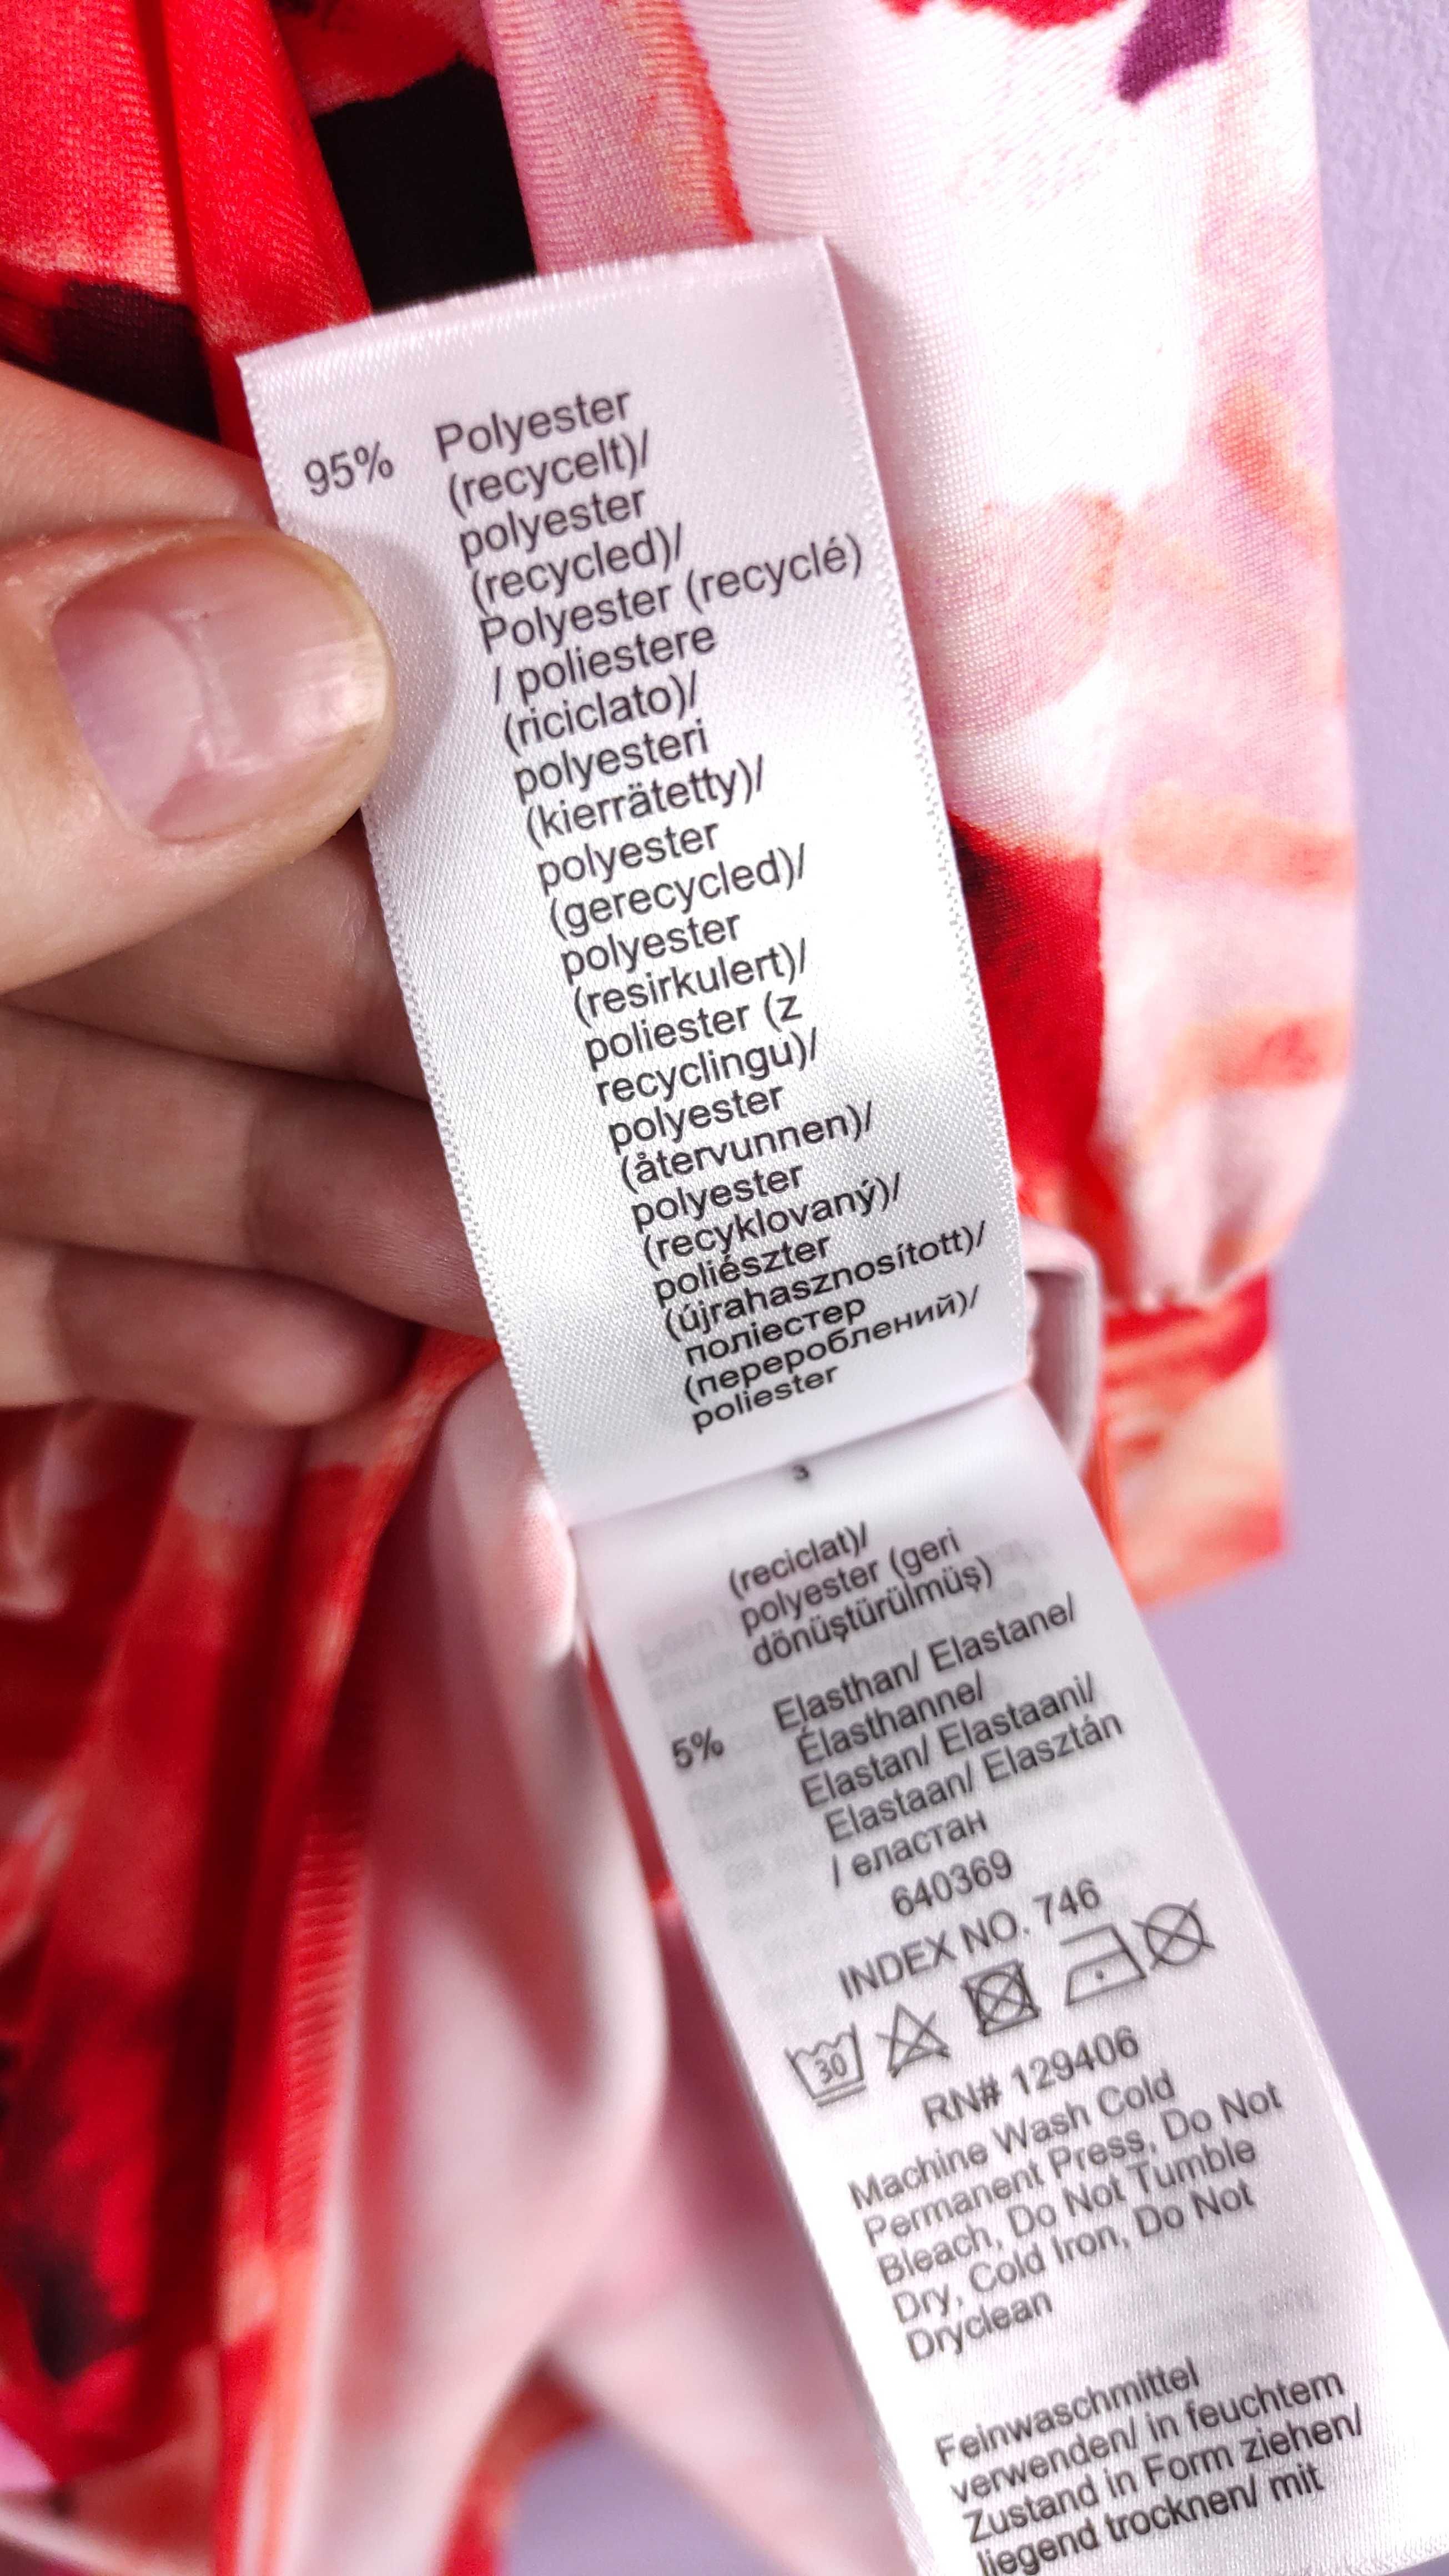 95% Polyester
(recycelt)/
polyester
(recycled)/
Polyester (recyclé)
/ poliestere
(riciclato)/
polyesteri
(kierrätetty)/
polyester
(gerecycled)/
polyester
(resirkulert)/
poliester (z
recyclingu)/
polyester
(återvunnen)/
polyester
(recyklovaný)/
poliészter
(újrahasznosított)/
поліестер
(перероблений)/
poliester
3
(reciclat)/
polyester (geri
dönüştürülmüş)
5% Elasthan/ Elastane/
Élasthanne/
Elastan/ Elastaani/
Elastaan/ Elasztán
/ еластан
640369
INDEX NO. 746
30
RN# 129406
Machine Wash Cold
Permanent Press, Do Not
Bleach, Do Not Tumble
Dry, Cold Iron, Do Not
Dryclean
Feinwaschmittel
verwenden/ in feuchtem
Zustand in Form ziehen/
liegend trocknen/ mit